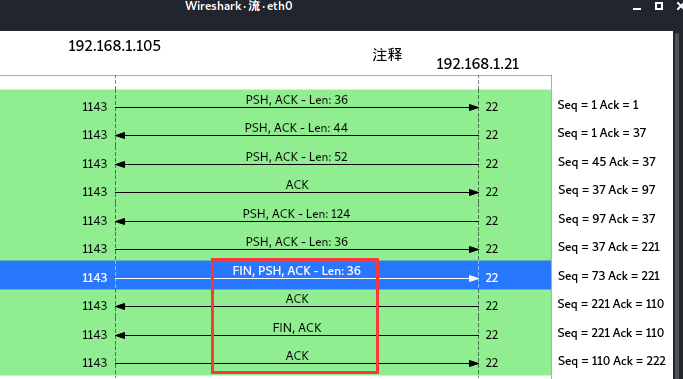 Wireshark·流·eth0
192.168.1.105
注释
192.168.1.21
1143 PSH, ACK - Len: 36 22 Seq = 1 Ack = 1
1143 PSH, ACK - Len: 44 22 Seq = 1 Ack = 37
1143 PSH, ACK - Len: 52 22 Seq = 45 Ack = 37
1143 ACK 22 Seq = 37 Ack = 97
1143 PSH, ACK - Len: 124 22 Seq = 97 Ack = 37
1143 PSH, ACK - Len: 36 22 Seq = 37 Ack = 221
1143 FIN, PSH, ACK - Len: 36 22 Seq = 73 Ack = 221
1143 ACK 22 Seq = 221 Ack = 110
1143 FIN, ACK 22 Seq = 221 Ack = 110
1143 ACK 22 Seq = 110 Ack = 222